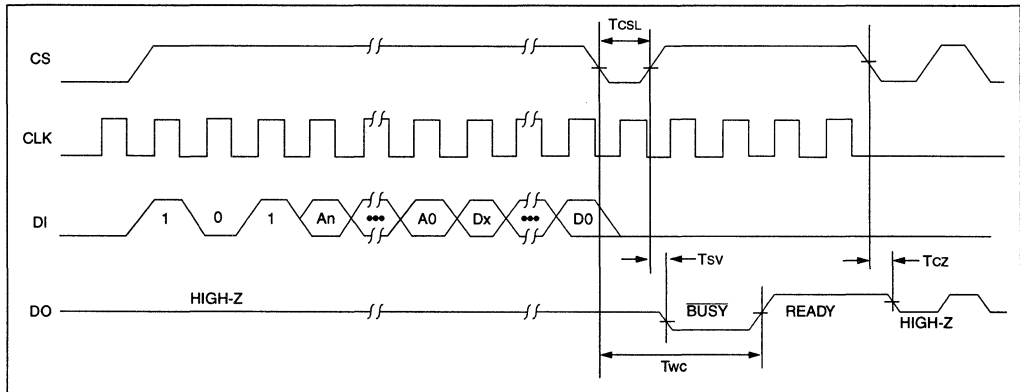 TCSL
CS
CLK
DI 1 0 1 An ••• A0 Dx ••• D0
TSV TCZ
HIGH-Z
DO BUSY READY HIGH-Z
TWC